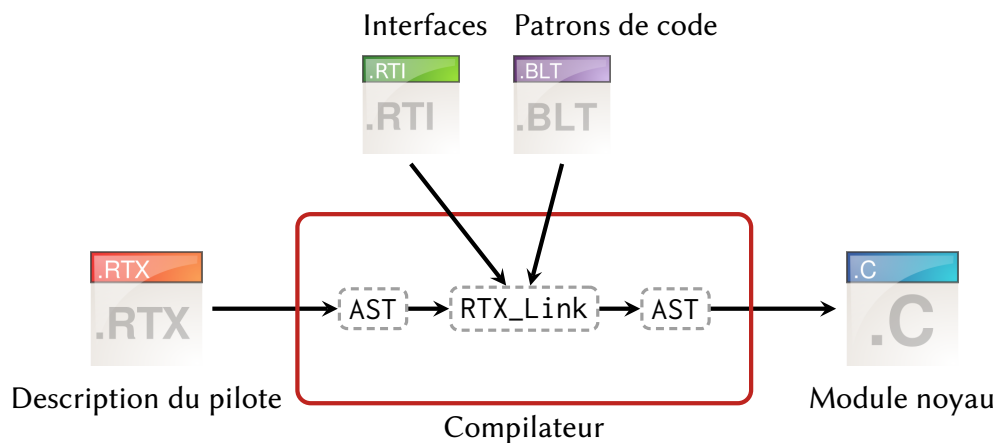 Interfaces Patrons de code
.RTI .BLT
.RTI .BLT
.RTX .C
.RTX AST RTX_Link AST .C
Description du pilote Module noyau
Compilateur